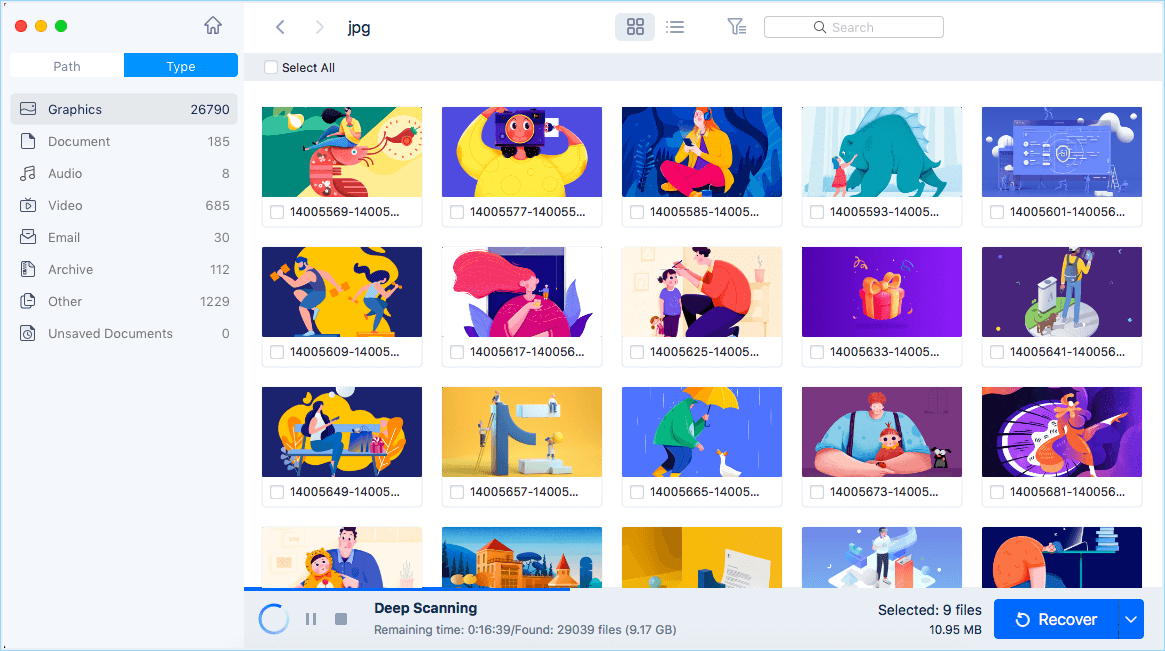 jpg
Search
Path
Type
Select All
Graphics 26790
Document 185
Audio 8
Video 685
Email 30
Archive 112
Other 1229
Unsaved Documents 0
14005569-14005...
14005577-140055...
14005585-14005...
14005593-14005...
14005601-140056...
14005609-14005...
14005617-140056...
14005625-14005...
14005633-14005...
14005641-140056...
14005649-14005...
14005657-14005...
14005665-14005...
14005673-14005...
14005681-140056...
Deep Scanning
Remaining time: 0:16:39/Found: 29039 files (9.17 GB)
Selected: 9 files
10.95 MB
Recover